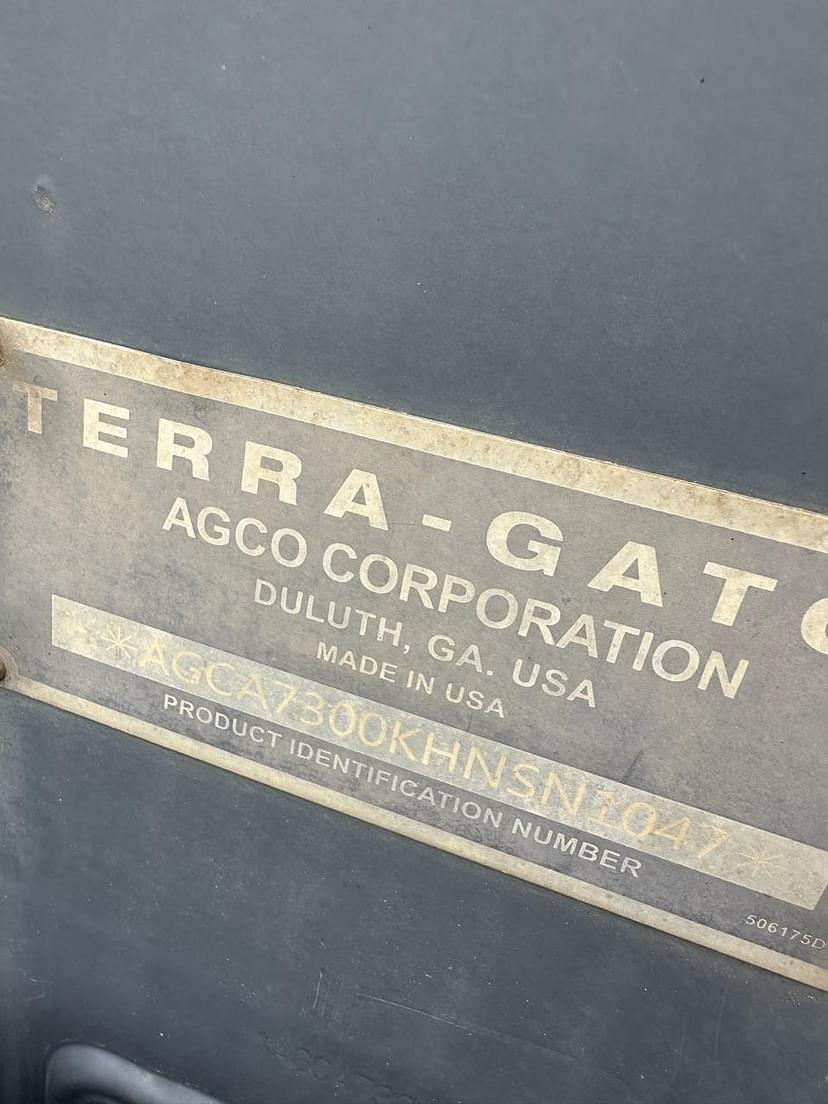 TERRA-GATO
AGCO CORPORATION
DULUTH, GA. USA
MADE IN USA
*AGCA7300KHNSN1047*
PRODUCT IDENTIFICATION NUMBER
506175D